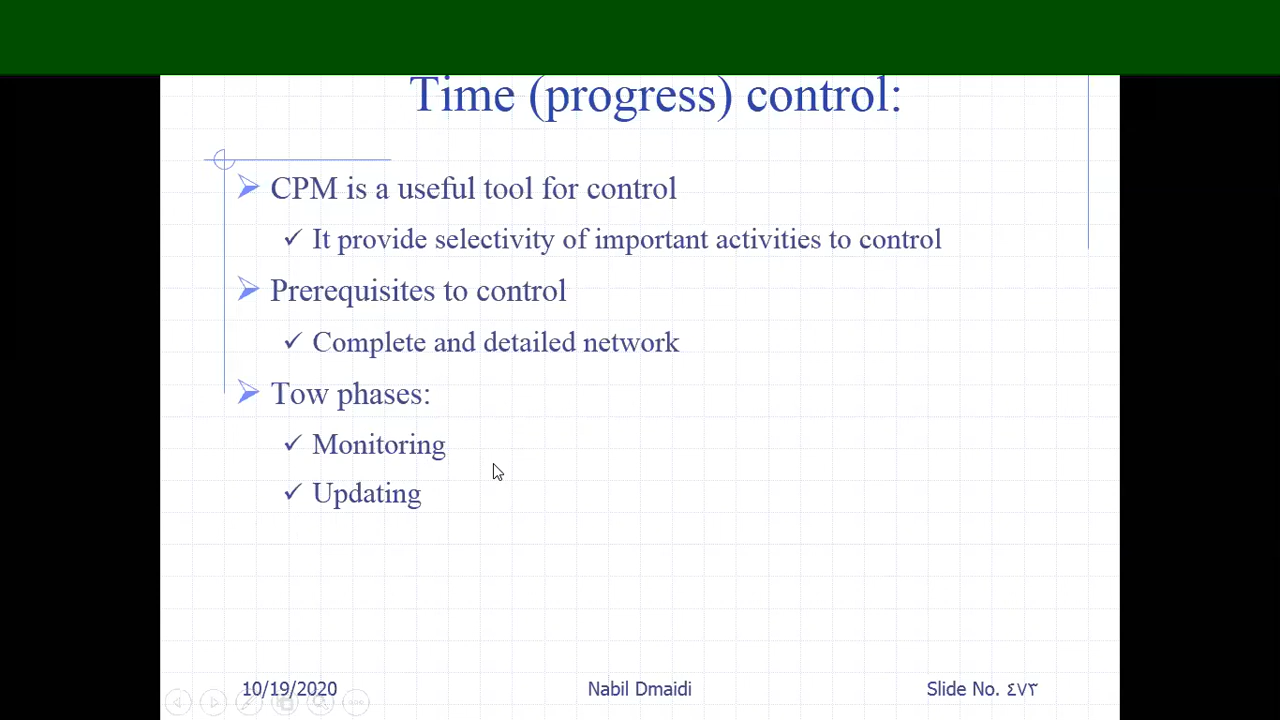 Time (progress) control:
CPM is a useful tool for control
It provide selectivity of important activities to control
Prerequisites to control
Complete and detailed network
Tow phases:
Monitoring
Updating
10/19/2020
Nabil Dmaidi
Slide No. ٤٧٣